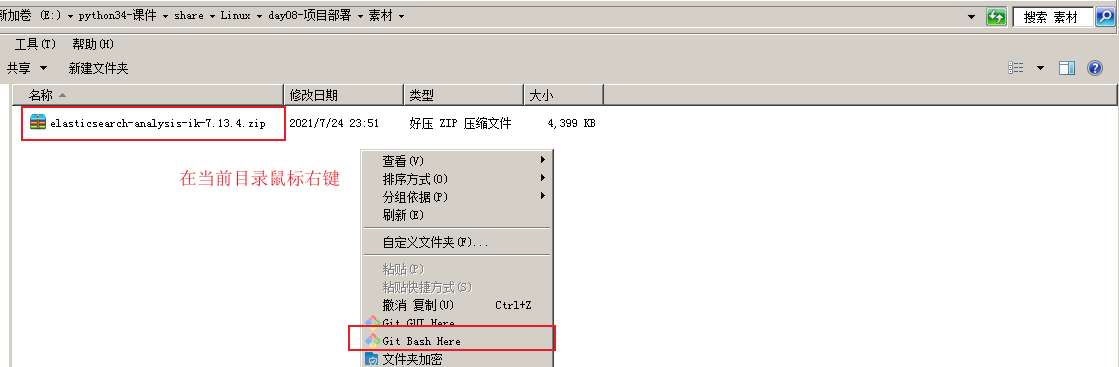 新加卷 (E:) ▸ python34-课件 ▸ share ▸ Linux ▸ day08-项目部署 ▸ 素材 ▸
搜索 素材
工具(T) 帮助(H)
共享 新建文件夹
名称 修改日期 类型 大小
elasticsearch-analysis-ik-7.13.4.zip 2021/7/24 23:51 好压 ZIP 压缩文件 4,399 KB
在当前目录鼠标右键
查看(V)
排序方式(O)
分组依据(P)
刷新(E)
自定义文件夹(F)...
粘贴(P)
粘贴快捷方式(S)
撤消 复制(U) Ctrl+Z
Git GUI Here
Git Bash Here
文件夹加密